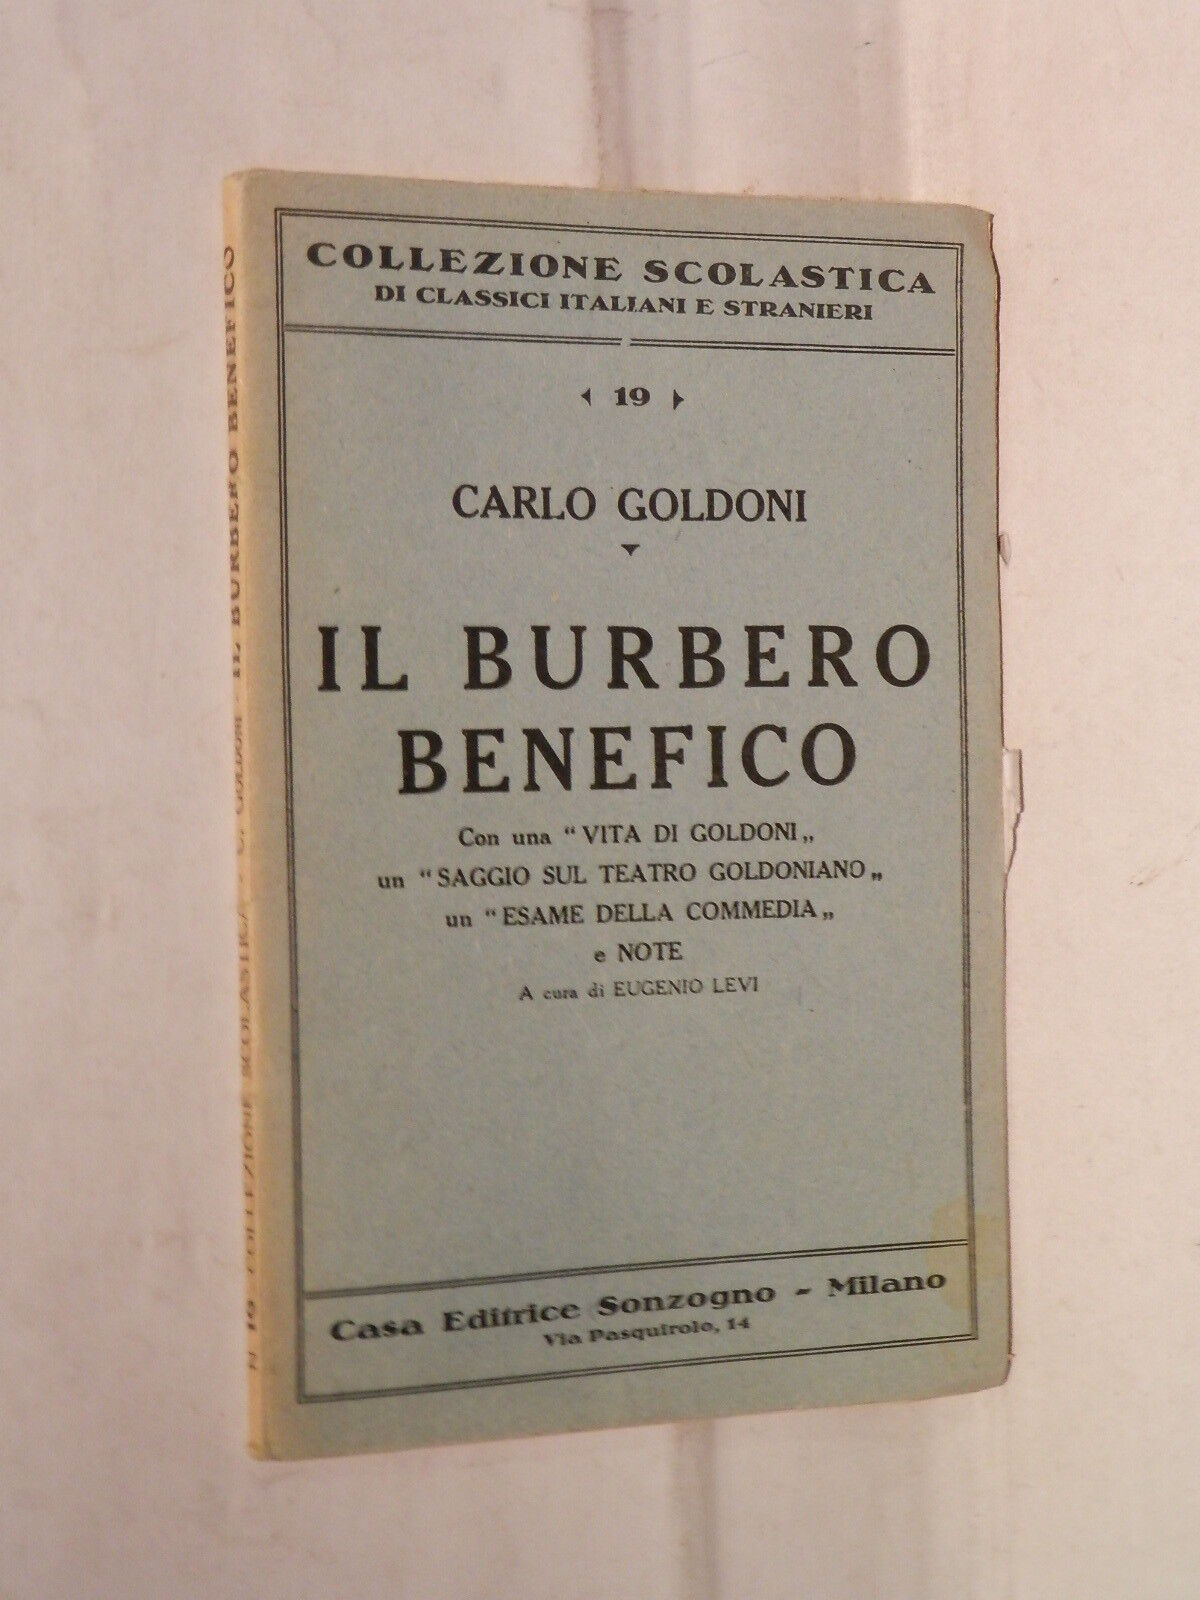 COLLEZIONE SCOLASTICA
DI CLASSICI ITALIANI E STRANIERI
19
CARLO GOLDONI
IL BURBERO
BENEFICO
Con una “VITA DI GOLDONI„
un “SAGGIO SUL TEATRO GOLDONIANO„
un “ESAME DELLA COMMEDIA„
e NOTE
A cura di EUGENIO LEVI
Casa Editrice Sonzogno - Milano
Via Pasquirolo, 14
N 19 COLLEZIONE SCOLASTICA - C. GOLDONI IL BURBERO BENEFICO